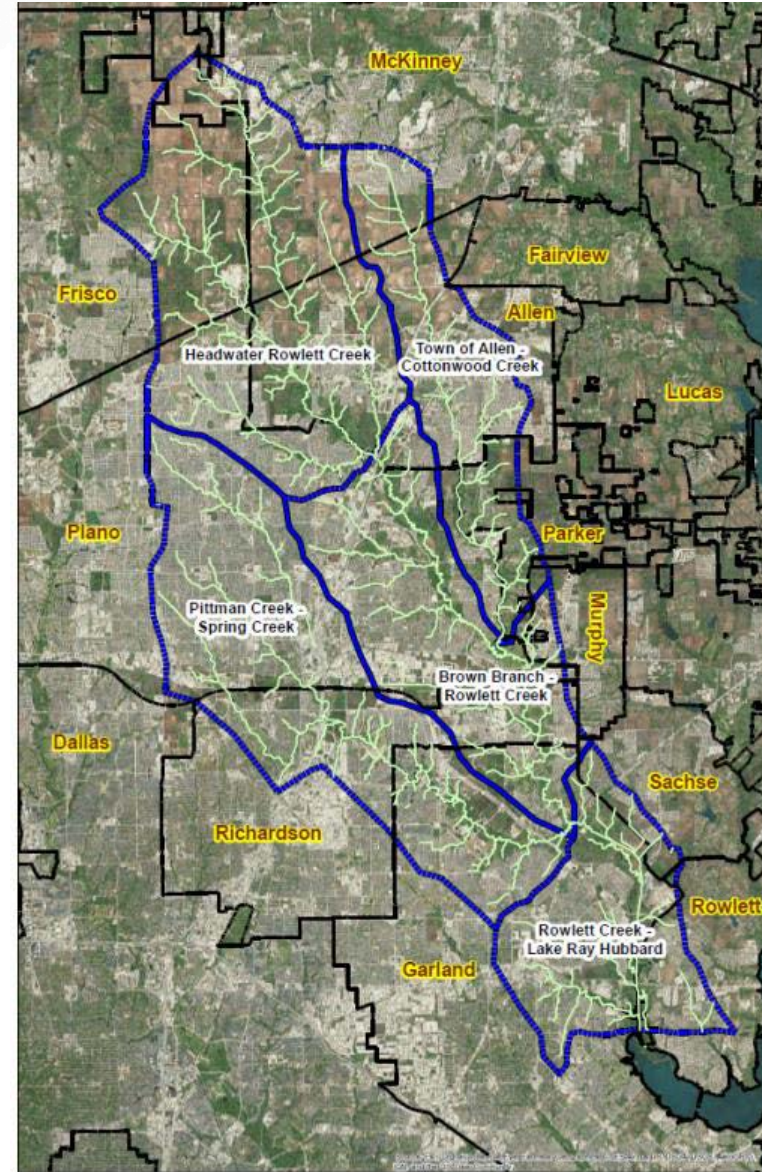 McKinney
Fairview
Frisco
Allen
Headwater Rowlett Creek
Town of Allen -
Cottonwood Creek
Lucas
Plano
Parker
Pittman Creek -
Spring Creek
Murphy
Brown Branch -
Rowlett Creek
Dallas
Sachse
Richardson
Rowlett
Rowlett Creek -
Lake Ray Hubbard
Garland